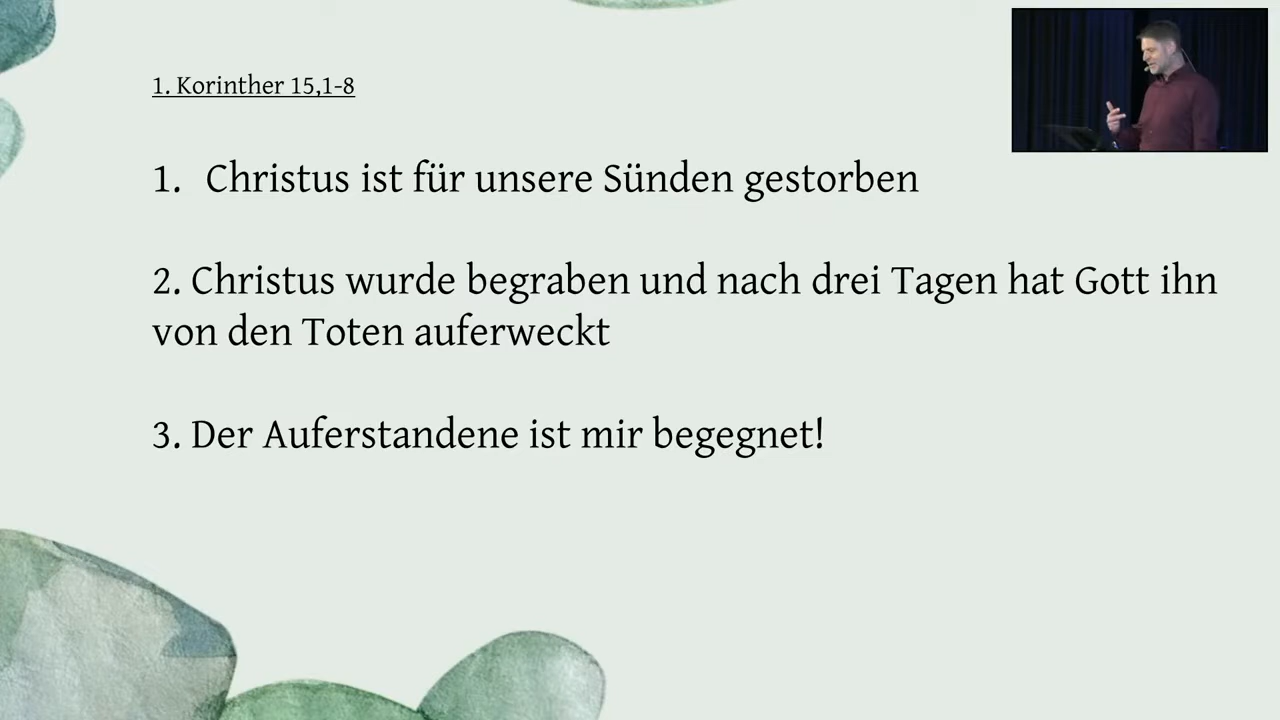 1. Korinther 15,1-8
1. Christus ist für unsere Sünden gestorben
2. Christus wurde begraben und nach drei Tagen hat Gott ihn
von den Toten auferweckt
3. Der Auferstandene ist mir begegnet!